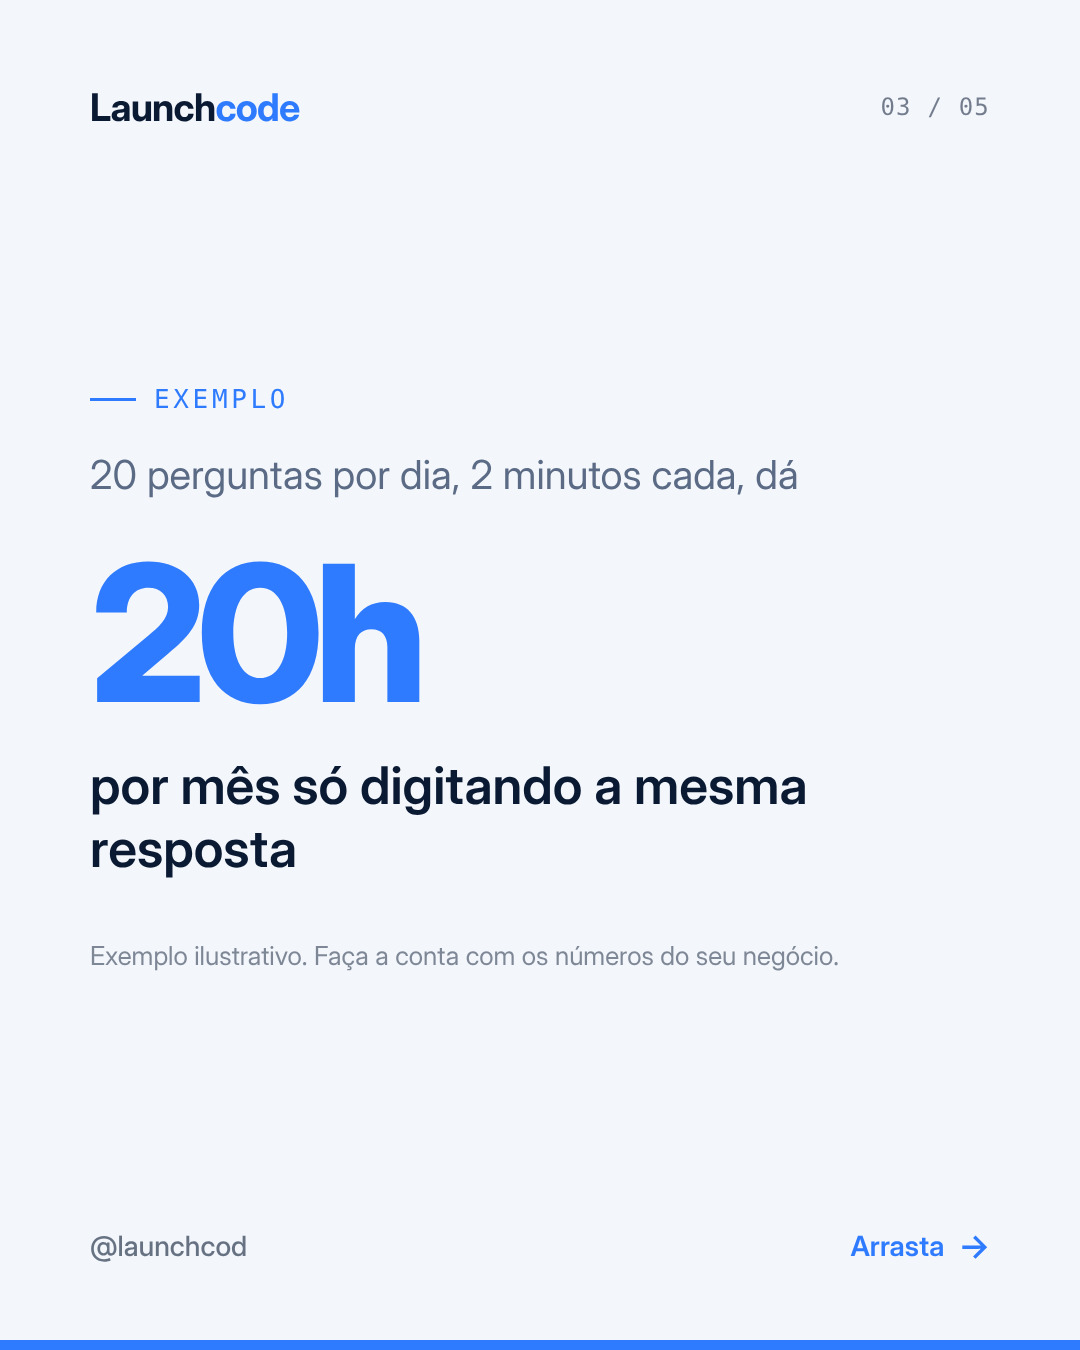 Launchcode
03 / 05
EXEMPLO
20 perguntas por dia, 2 minutos cada, dá
20h
por mês só digitando a mesma
resposta
Exemplo ilustrativo. Faça a conta com os números do seu negócio.
@launchcod
Arrasta →